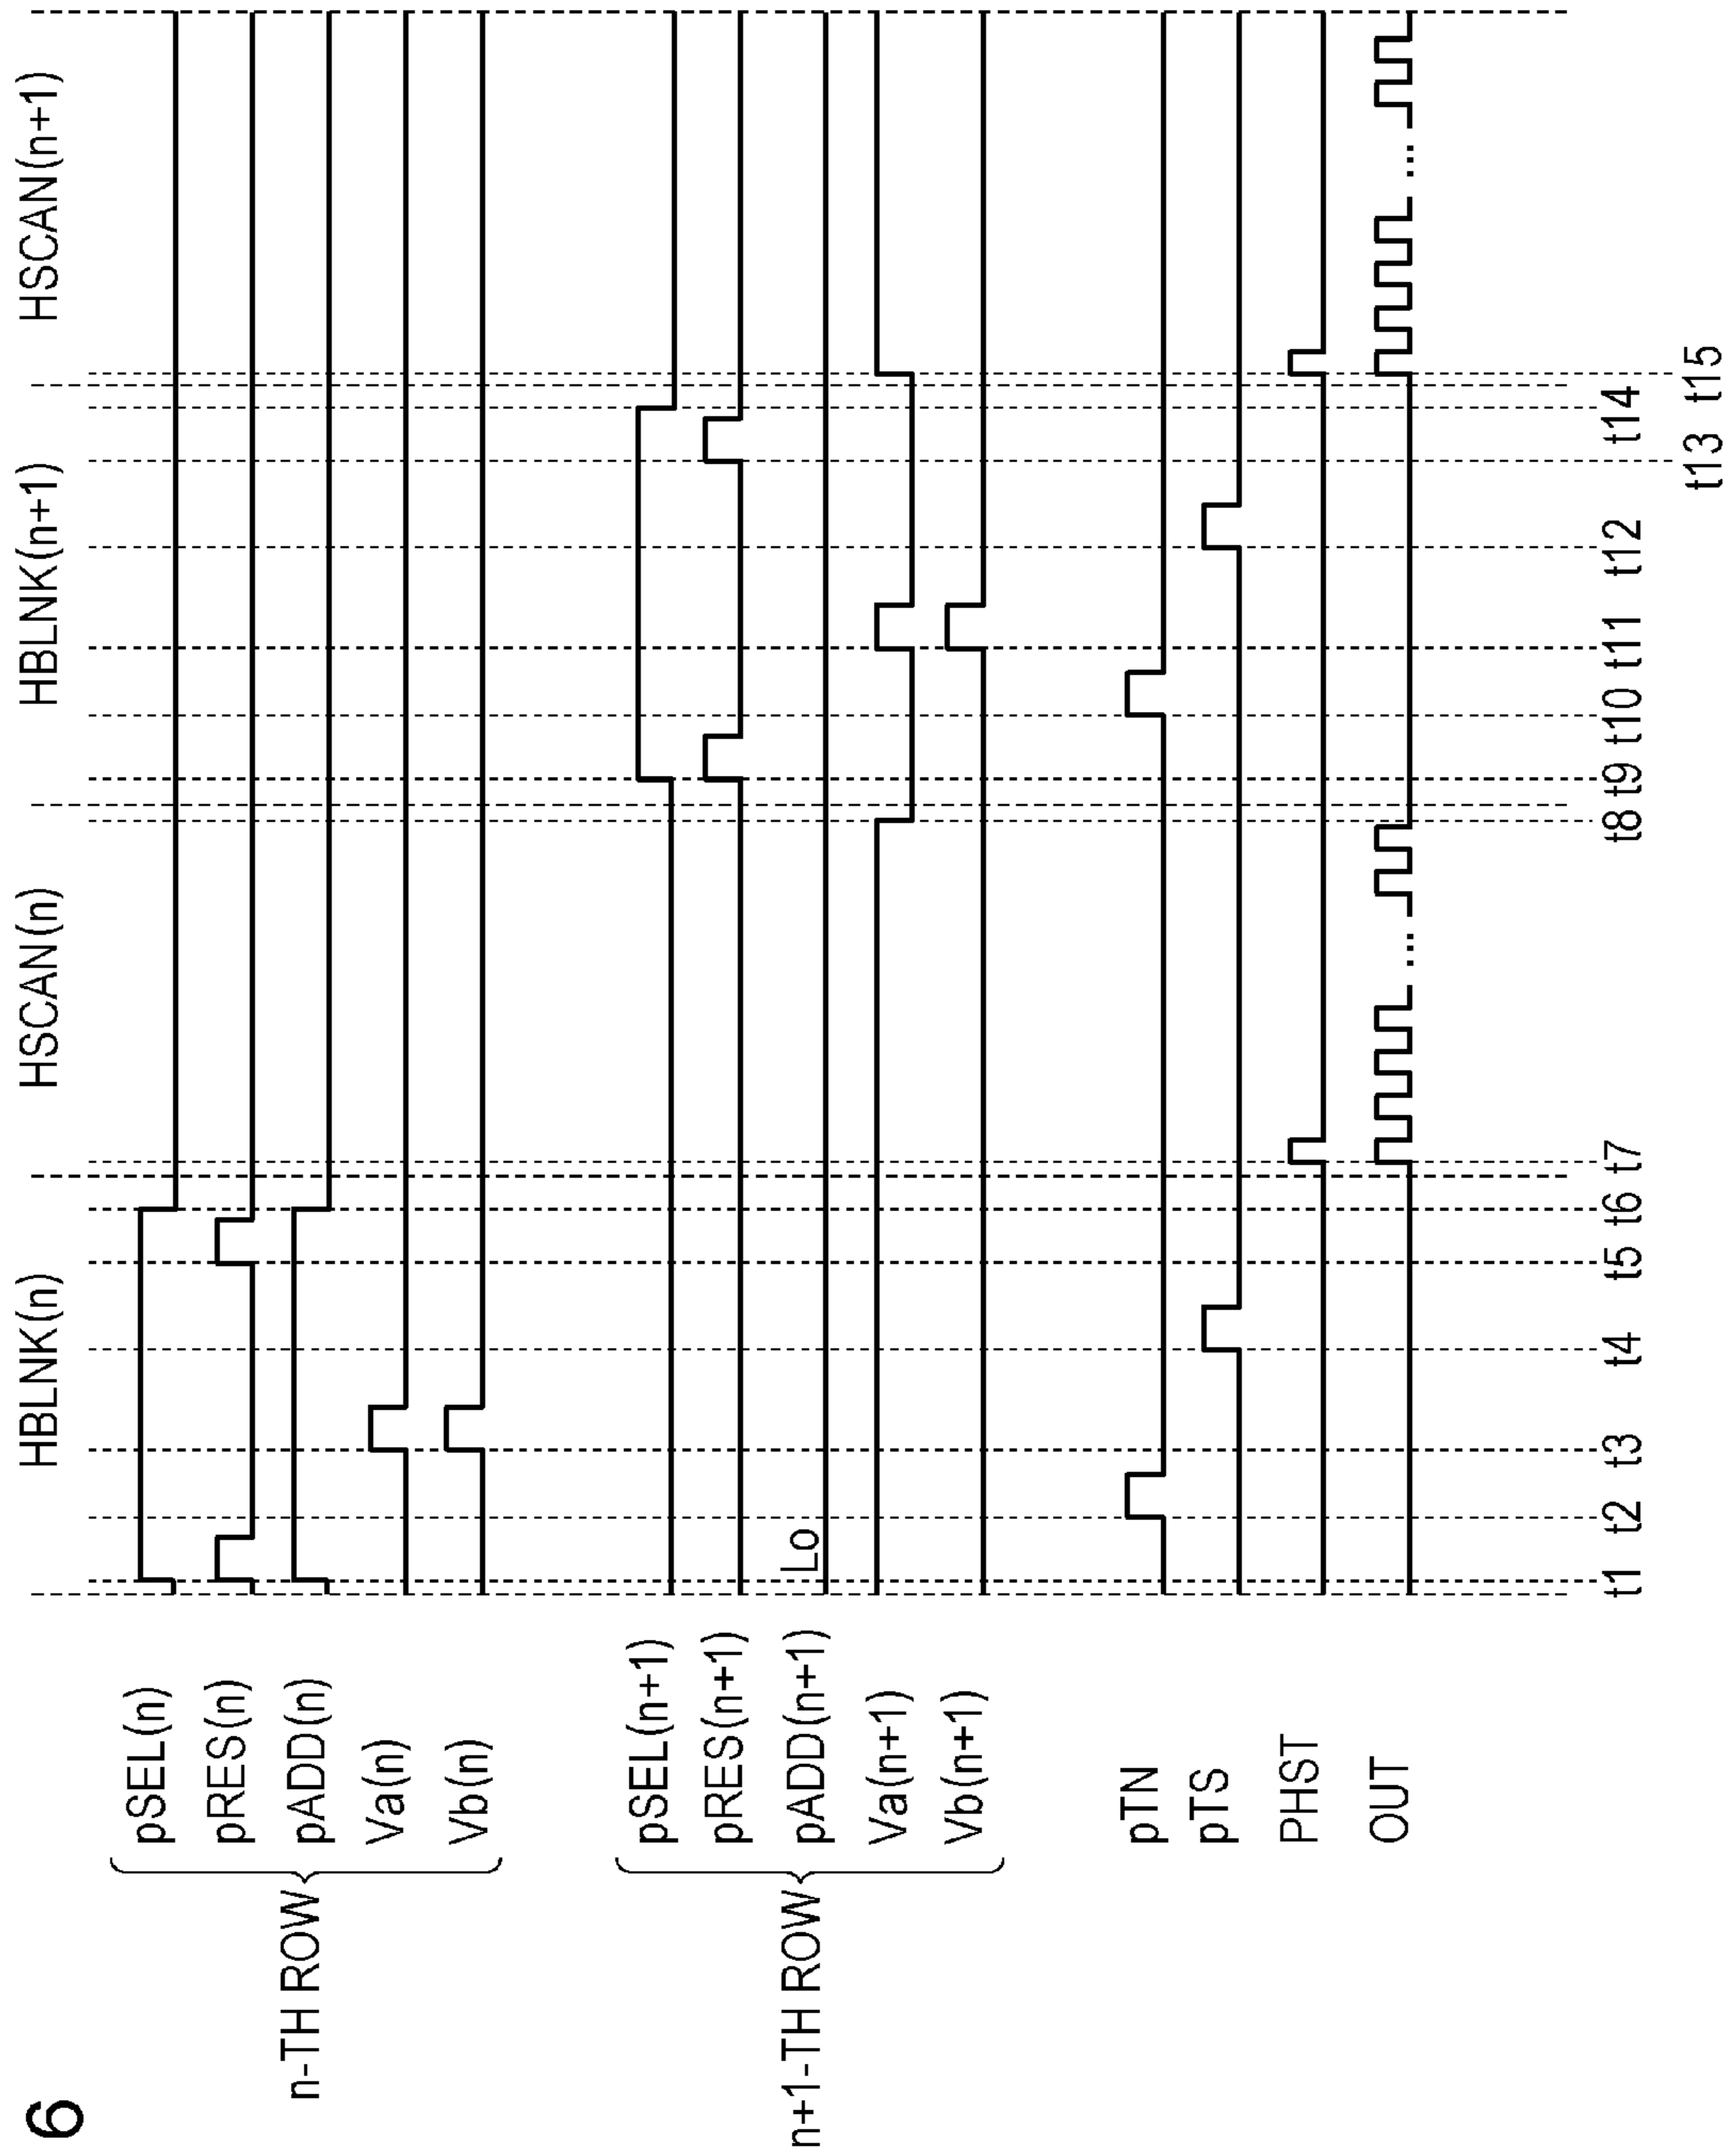 6
HBLNK(n) HSCAN(n) HBLNK(n+1) HSCAN(n+1)
n-TH ROW
pSEL(n)
pRES(n)
pADD(n)
Va(n)
Vb(n)
n+1-TH ROW
pSEL(n+1)
pRES(n+1)
pADD(n+1) Lo
Va(n+1)
Vb(n+1)
pTN
pTS
PHST
OUT
t1 t2 t3 t4 t5 t6 t7 t8 t9 t10 t11 t12 t14
t13 t15